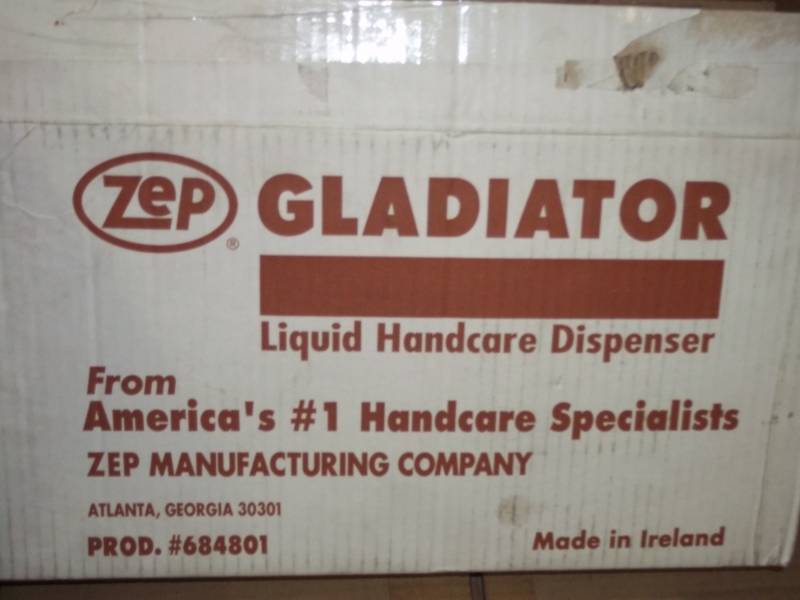 Zep ® GLADIATOR
Liquid Handcare Dispenser
From
America's #1 Handcare Specialists
ZEP MANUFACTURING COMPANY
ATLANTA, GEORGIA 30301
PROD. #684801
Made in Ireland